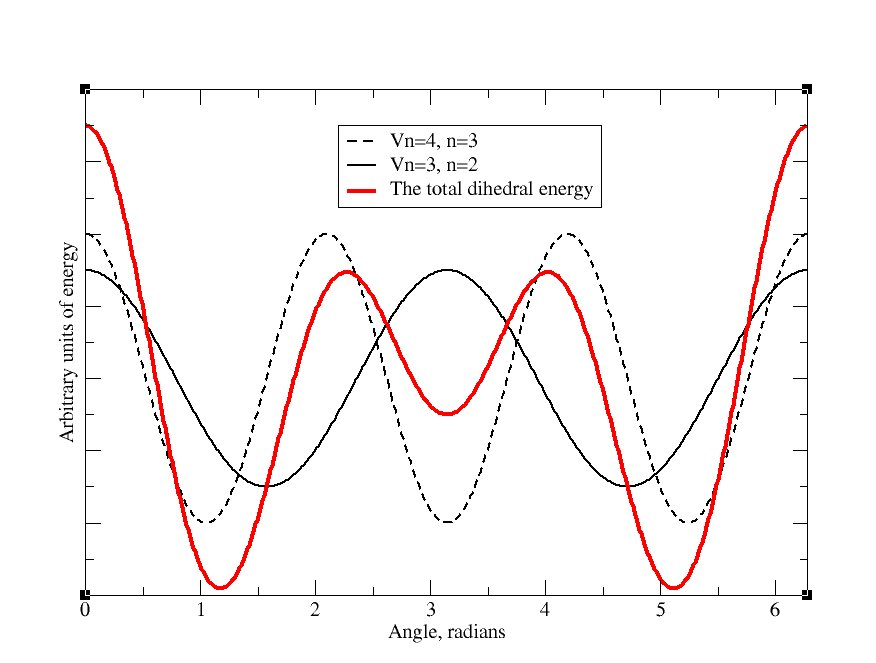 Vn=4, n=3
Vn=3, n=2
The total dihedral energy
Arbitrary units of energy
0 1 2 3 4 5 6
Angle, radians